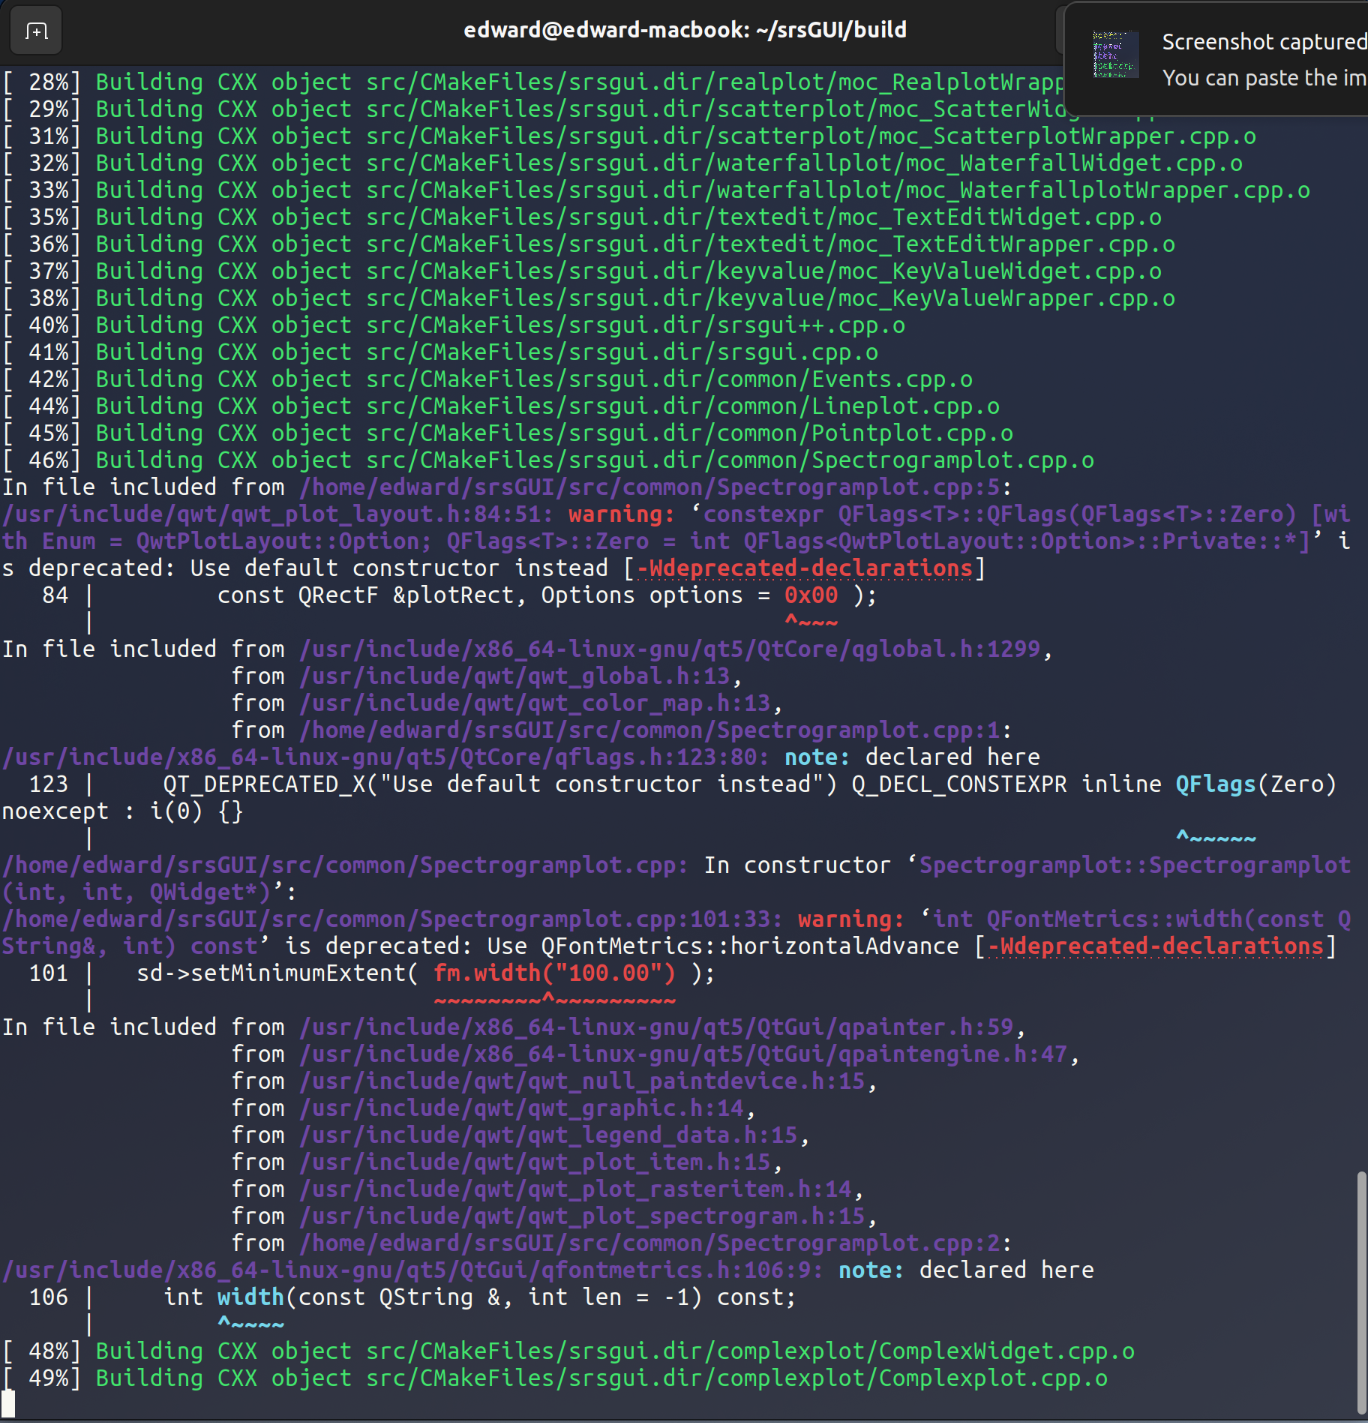 edward@edward-macbook: ~/srsGUI/build
Screenshot captured
You can paste the im
[ 28%] Building CXX object src/CMakeFiles/srsgui.dir/realplot/moc_RealplotWrapp
[ 29%] Building CXX object src/CMakeFiles/srsgui.dir/scatterplot/moc_ScatterWidget.cpp.o
[ 31%] Building CXX object src/CMakeFiles/srsgui.dir/scatterplot/moc_ScatterplotWrapper.cpp.o
[ 32%] Building CXX object src/CMakeFiles/srsgui.dir/waterfallplot/moc_WaterfallWidget.cpp.o
[ 33%] Building CXX object src/CMakeFiles/srsgui.dir/waterfallplot/moc_WaterfallplotWrapper.cpp.o
[ 35%] Building CXX object src/CMakeFiles/srsgui.dir/textedit/moc_TextEditWidget.cpp.o
[ 36%] Building CXX object src/CMakeFiles/srsgui.dir/textedit/moc_TextEditWrapper.cpp.o
[ 37%] Building CXX object src/CMakeFiles/srsgui.dir/keyvalue/moc_KeyValueWidget.cpp.o
[ 38%] Building CXX object src/CMakeFiles/srsgui.dir/keyvalue/moc_KeyValueWrapper.cpp.o
[ 40%] Building CXX object src/CMakeFiles/srsgui.dir/srsgui++.cpp.o
[ 41%] Building CXX object src/CMakeFiles/srsgui.dir/srsgui.cpp.o
[ 42%] Building CXX object src/CMakeFiles/srsgui.dir/common/Events.cpp.o
[ 44%] Building CXX object src/CMakeFiles/srsgui.dir/common/Lineplot.cpp.o
[ 45%] Building CXX object src/CMakeFiles/srsgui.dir/common/Pointplot.cpp.o
[ 46%] Building CXX object src/CMakeFiles/srsgui.dir/common/Spectrogramplot.cpp.o
In file included from /home/edward/srsGUI/src/common/Spectrogramplot.cpp:5:
/usr/include/qwt/qwt_plot_layout.h:84:51: warning: ‘constexpr QFlags<T>::QFlags(QFlags<T>::Zero) [wi
th Enum = QwtPlotLayout::Option; QFlags<T>::Zero = int QFlags<QwtPlotLayout::Option>::Private::*]’ i
s deprecated: Use default constructor instead [-Wdeprecated-declarations]
   84 |         const QRectF &plotRect, Options options = 0x00 );
      |                                                   ^~~~
In file included from /usr/include/x86_64-linux-gnu/qt5/QtCore/qglobal.h:1299,
                 from /usr/include/qwt/qwt_global.h:13,
                 from /usr/include/qwt/qwt_color_map.h:13,
                 from /home/edward/srsGUI/src/common/Spectrogramplot.cpp:1:
/usr/include/x86_64-linux-gnu/qt5/QtCore/qflags.h:123:80: note: declared here
  123 |     QT_DEPRECATED_X("Use default constructor instead") Q_DECL_CONSTEXPR inline QFlags(Zero)
noexcept : i(0) {}
      |                                                                                ^~~~~~
/home/edward/srsGUI/src/common/Spectrogramplot.cpp: In constructor ‘Spectrogramplot::Spectrogramplot
(int, int, QWidget*)’:
/home/edward/srsGUI/src/common/Spectrogramplot.cpp:101:33: warning: ‘int QFontMetrics::width(const Q
String&, int) const’ is deprecated: Use QFontMetrics::horizontalAdvance [-Wdeprecated-declarations]
  101 |   sd->setMinimumExtent( fm.width("100.00") );
      |                         ~~~~~~~~^~~~~~~~~~
In file included from /usr/include/x86_64-linux-gnu/qt5/QtGui/qpainter.h:59,
                 from /usr/include/x86_64-linux-gnu/qt5/QtGui/qpaintengine.h:47,
                 from /usr/include/qwt/qwt_null_paintdevice.h:15,
                 from /usr/include/qwt/qwt_graphic.h:14,
                 from /usr/include/qwt/qwt_legend_data.h:15,
                 from /usr/include/qwt/qwt_plot_item.h:15,
                 from /usr/include/qwt/qwt_plot_rasteritem.h:14,
                 from /usr/include/qwt/qwt_plot_spectrogram.h:15,
                 from /home/edward/srsGUI/src/common/Spectrogramplot.cpp:2:
/usr/include/x86_64-linux-gnu/qt5/QtGui/qfontmetrics.h:106:9: note: declared here
  106 |     int width(const QString &, int len = -1) const;
      |         ^~~~~
[ 48%] Building CXX object src/CMakeFiles/srsgui.dir/complexplot/ComplexWidget.cpp.o
[ 49%] Building CXX object src/CMakeFiles/srsgui.dir/complexplot/Complexplot.cpp.o